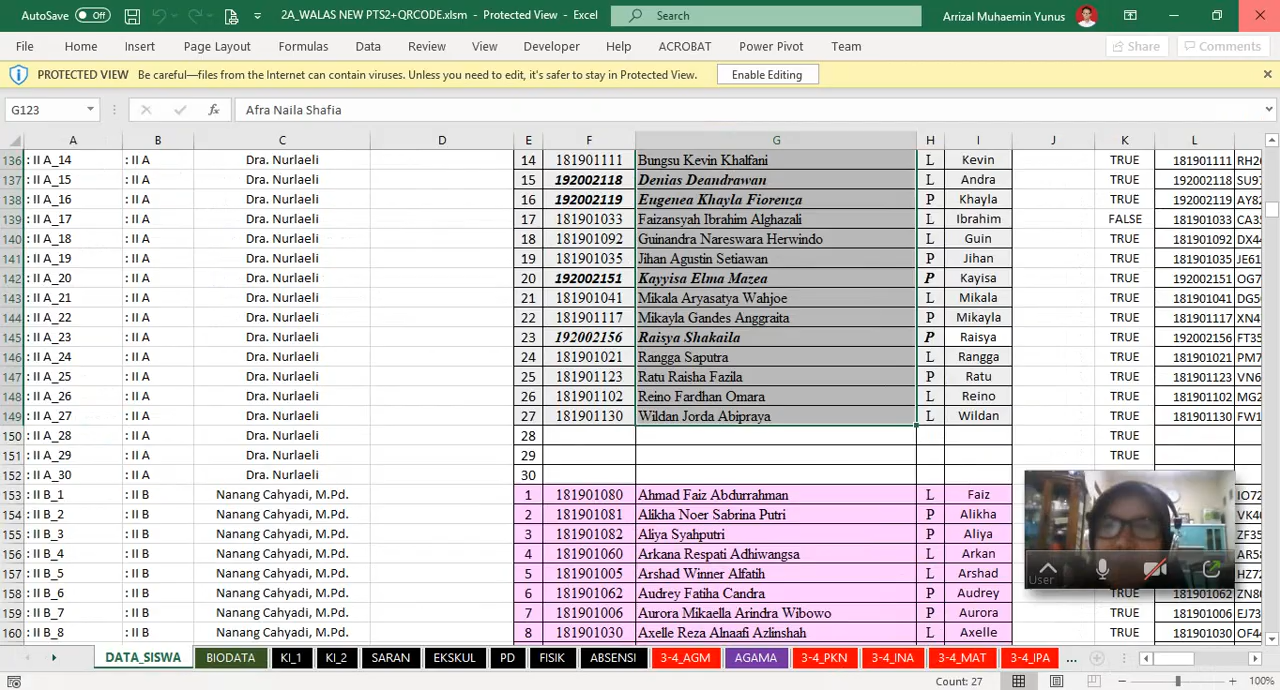 AutoSave Off 2A_WALAS NEW PTS2+QRCODE.xlsm - Protected View - Excel Search Arrizal Muhaemin Yunus
File Home Insert Page Layout Formulas Data Review View Developer Help ACROBAT Power Pivot Team Share Comments
PROTECTED VIEW Be careful—files from the Internet can contain viruses. Unless you need to edit, it's safer to stay in Protected View. Enable Editing
G123 fx Afra Naila Shafia
A B C D E F G H I J K L
136 : II A_14 : II A Dra. Nurlaeli 14 181901111 Bungsu Kevin Khalfani L Kevin TRUE 181901111 RH20
137 : II A_15 : II A Dra. Nurlaeli 15 192002118 Denias Deandrawan L Andra TRUE 192002118 SU97
138 : II A_16 : II A Dra. Nurlaeli 16 192002119 Eugenea Khayla Fiorenza P Khayla TRUE 192002119 AY82
139 : II A_17 : II A Dra. Nurlaeli 17 181901033 Faizansyah Ibrahim Alghazali L Ibrahim FALSE 181901033 CA35
140 : II A_18 : II A Dra. Nurlaeli 18 181901092 Guinandra Nareswara Herwindo L Guin TRUE 181901092 DX44
141 : II A_19 : II A Dra. Nurlaeli 19 181901035 Jihan Agustin Setiawan P Jihan TRUE 181901035 JE61
142 : II A_20 : II A Dra. Nurlaeli 20 192002151 Kayyisa Elma Mazea P Kayisa TRUE 192002151 OG7
143 : II A_21 : II A Dra. Nurlaeli 21 181901041 Mikala Aryasatya Wahjoe L Mikala TRUE 181901041 DG5
144 : II A_22 : II A Dra. Nurlaeli 22 181901117 Mikayla Gandes Anggraita P Mikayla TRUE 181901117 XN4
145 : II A_23 : II A Dra. Nurlaeli 23 192002156 Raisya Shakaila P Raisya TRUE 192002156 FT35
146 : II A_24 : II A Dra. Nurlaeli 24 181901021 Rangga Saputra L Rangga TRUE 181901021 PM7
147 : II A_25 : II A Dra. Nurlaeli 25 181901123 Ratu Raisha Fazila P Ratu TRUE 181901123 VN6
148 : II A_26 : II A Dra. Nurlaeli 26 181901102 Reino Fardhan Omara L Reino TRUE 181901102 MG2
149 : II A_27 : II A Dra. Nurlaeli 27 181901130 Wildan Jorda Abipraya L Wildan TRUE 181901130 FW1
150 : II A_28 : II A Dra. Nurlaeli 28 TRUE
151 : II A_29 : II A Dra. Nurlaeli 29 TRUE
152 : II A_30 : II A Dra. Nurlaeli 30
153 : II B_1 : II B Nanang Cahyadi, M.Pd. 1 181901080 Ahmad Faiz Abdurrahman L Faiz IO72
154 : II B_2 : II B Nanang Cahyadi, M.Pd. 2 181901081 Alikha Noer Sabrina Putri P Alikha VK4
155 : II B_3 : II B Nanang Cahyadi, M.Pd. 3 181901082 Aliya Syahputri P Aliya ZF35
156 : II B_4 : II B Nanang Cahyadi, M.Pd. 4 181901060 Arkana Respati Adhiwangsa L Arkan AR58
157 : II B_5 : II B Nanang Cahyadi, M.Pd. 5 181901005 Arshad Winner Alfatih L Arshad HZ72
158 : II B_6 : II B Nanang Cahyadi, M.Pd. 6 181901062 Audrey Fatiha Candra P Audrey TRUE 181901062 ZN80
159 : II B_7 : II B Nanang Cahyadi, M.Pd. 7 181901006 Aurora Mikaella Arindra Wibowo P Aurora TRUE 181901006 EJ73
160 : II B_8 : II B Nanang Cahyadi, M.Pd. 8 181901030 Axelle Reza Alnaafi Azlinshah L Axelle TRUE 181901030 OF4
User
DATA_SISWA BIODATA KI_1 KI_2 SARAN EKSKUL PD FISIK ABSENSI 3-4_AGM AGAMA 3-4_PKN 3-4_INA 3-4_MAT 3-4_IPA ...
Count: 27 100%